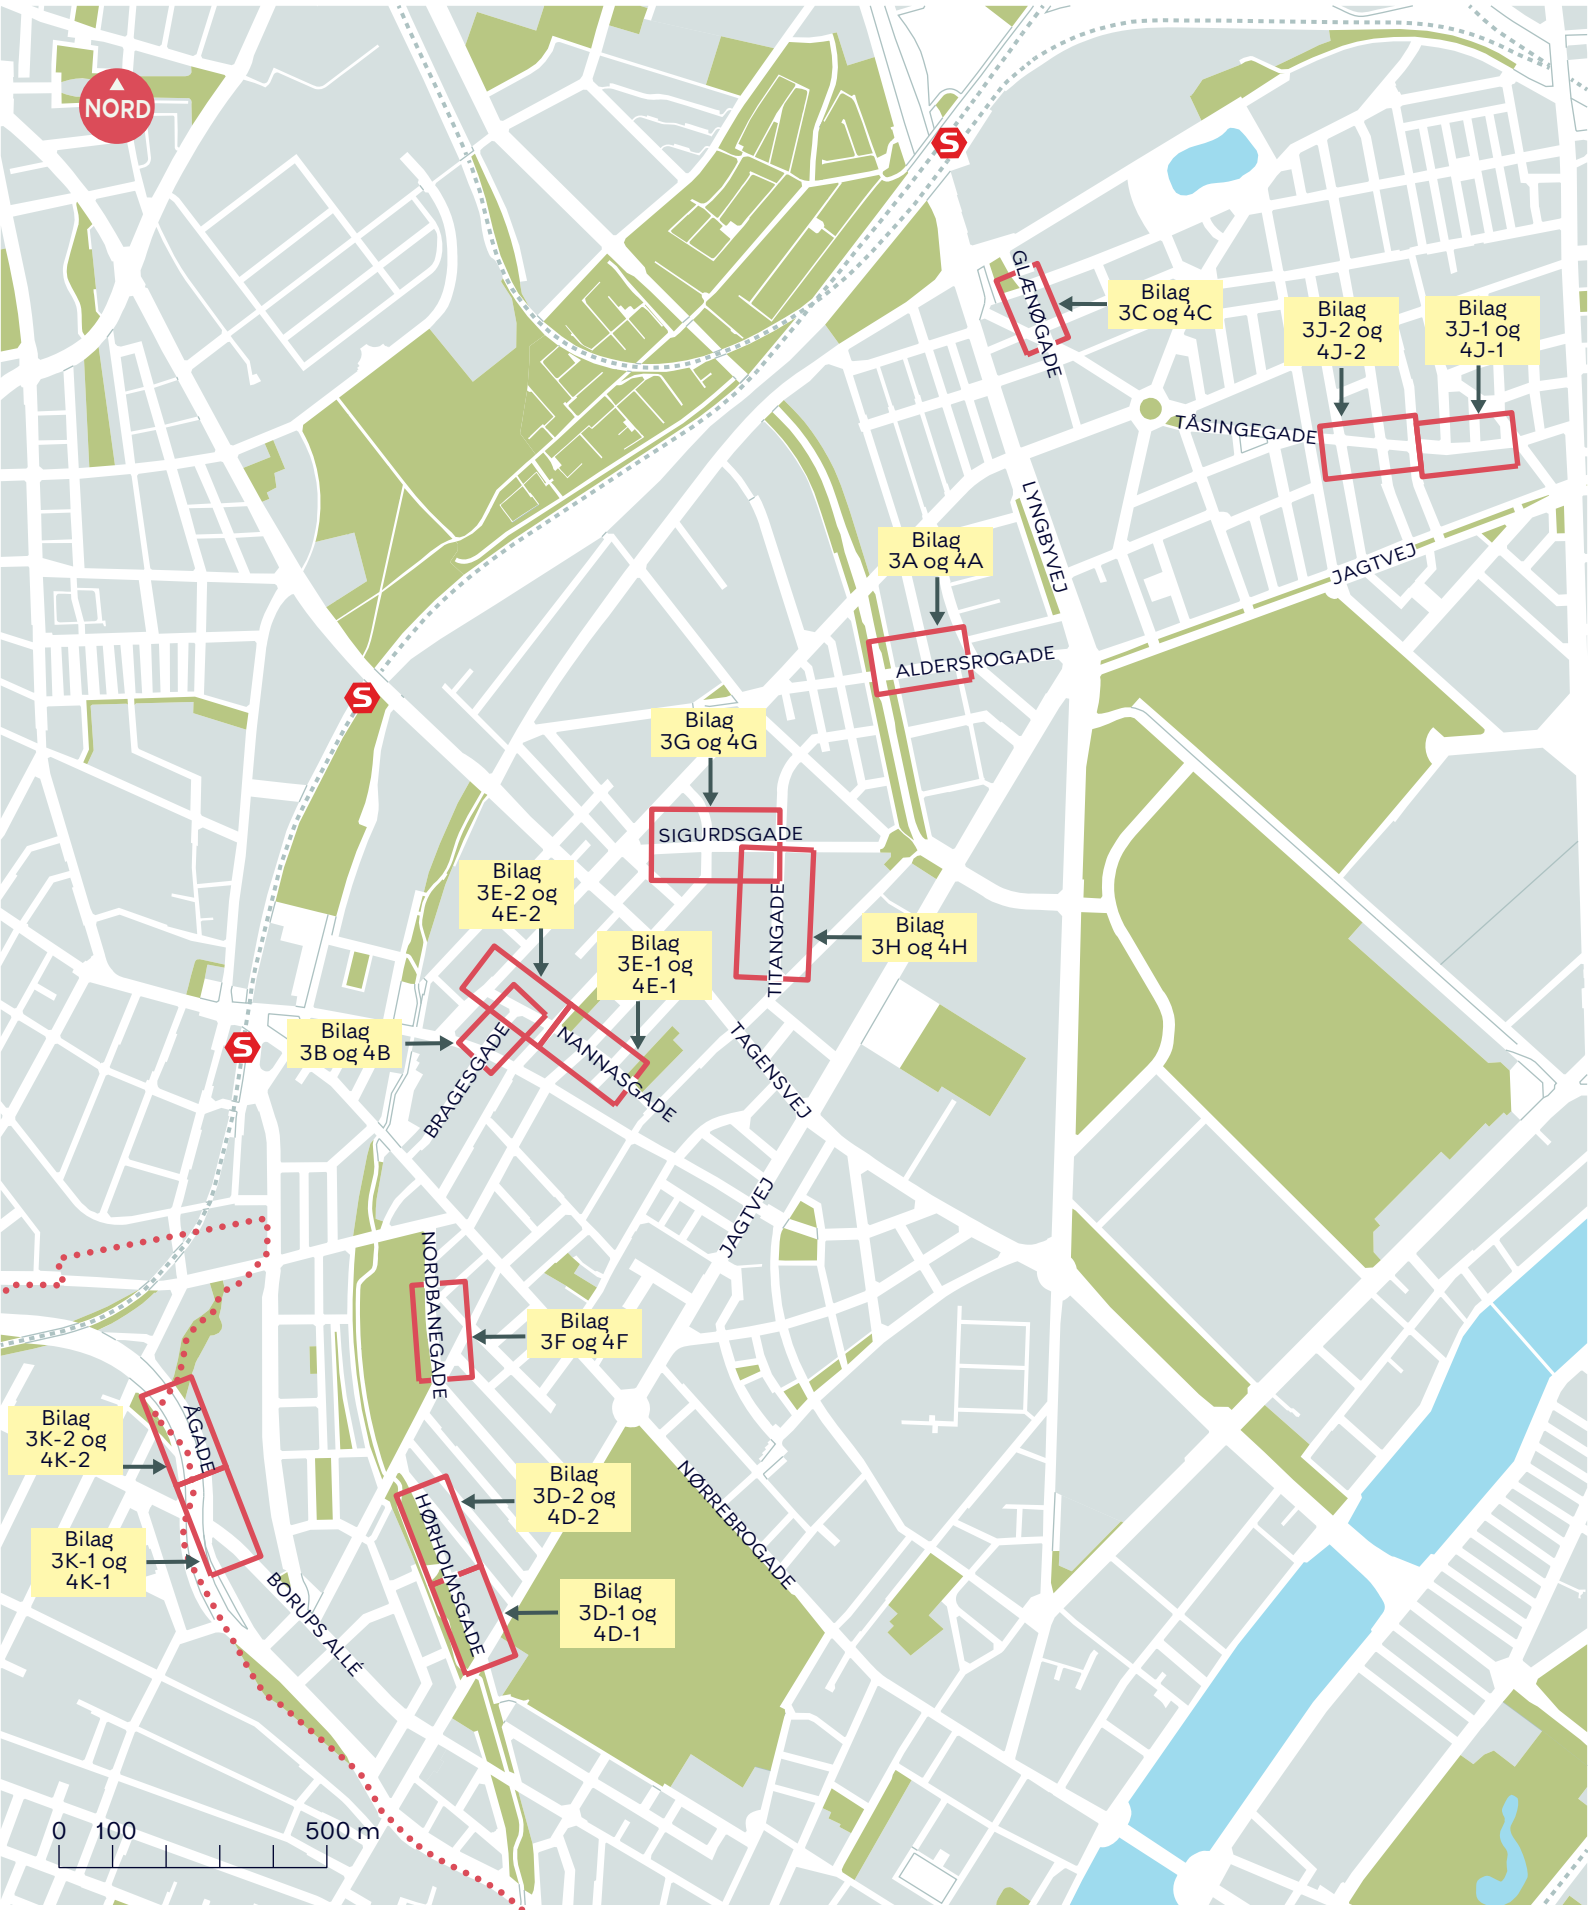 NORD
S
GLÆNØGADE
Bilag
3C og 4C
Bilag
3J-2 og
4J-2
Bilag
3J-1 og
4J-1
TÅSINGEGADE
LYNGBYVEJ
JAGTVEJ
Bilag
3A og 4A
ALDERSROGADE
S
Bilag
3G og 4G
SIGURDSGADE
Bilag
3E-2 og
4E-2
TITANGADE
Bilag
3H og 4H
Bilag
3E-1 og
4E-1
S
Bilag
3B og 4B
BRAGESGADE
NANNASGADE
TAGENSVEJ
JAGTVEJ
NORDBANEGADE
Bilag
3F og 4F
ÅGADE
Bilag
3K-2 og
4K-2
Bilag
3D-2 og
4D-2
NØRREBROGADE
HØRHOLMSGADE
Bilag
3K-1 og
4K-1
BORUPS ALLÉ
Bilag
3D-1 og
4D-1
0 100 500 m